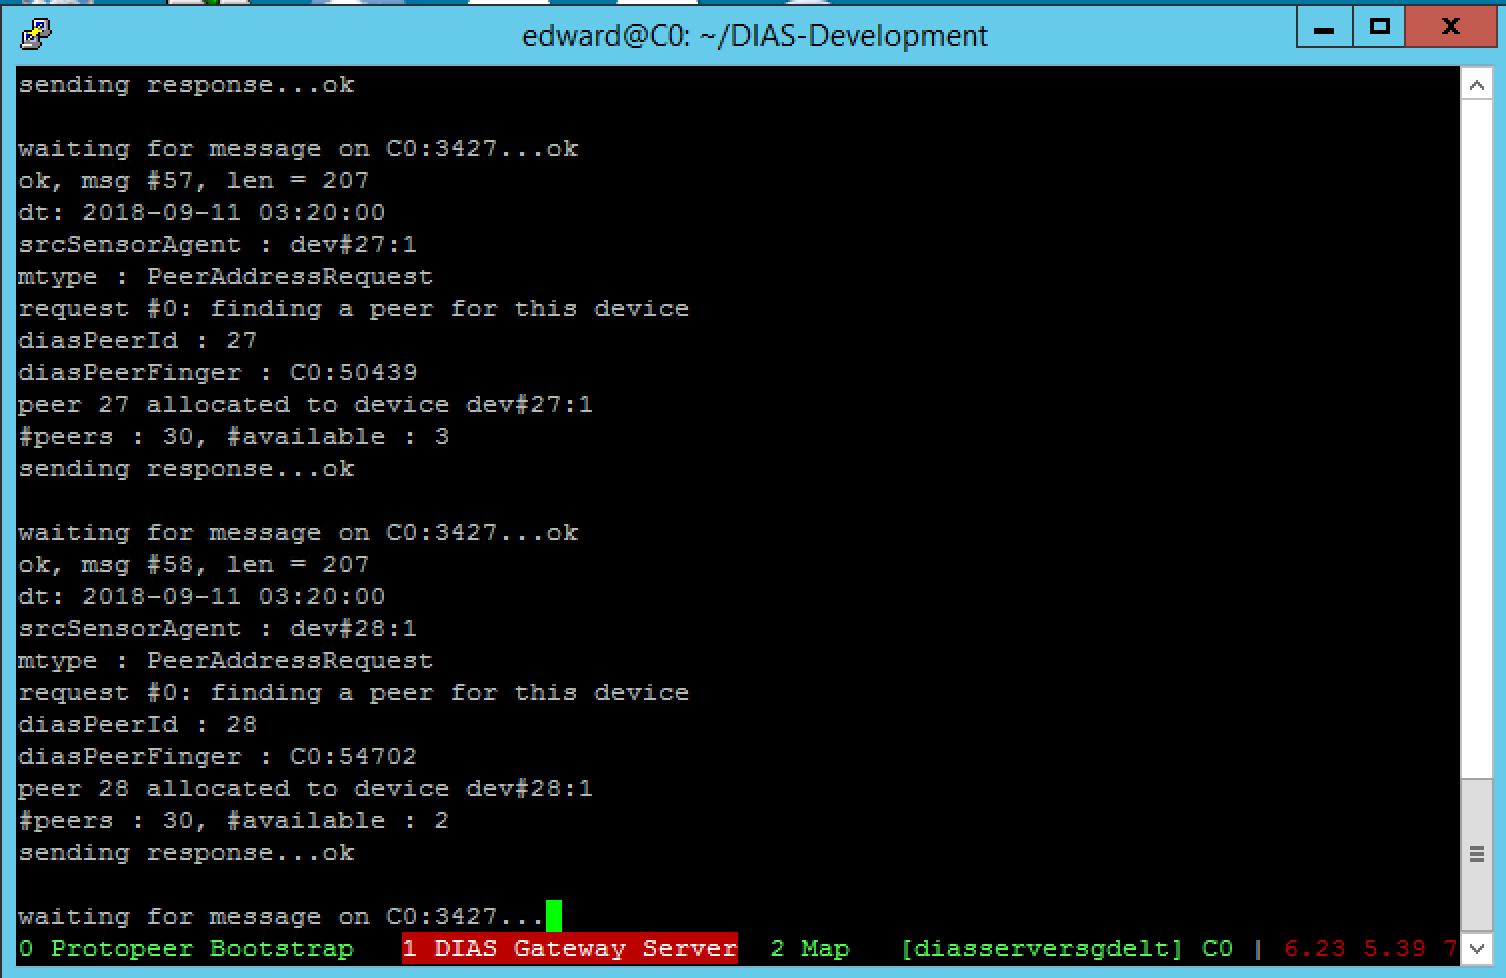 edward@C0: ~/DIAS-Development
sending response...ok
waiting for message on C0:3427...ok
ok, msg #57, len = 207
dt: 2018-09-11 03:20:00
srcSensorAgent : dev#27:1
mtype : PeerAddressRequest
request #0: finding a peer for this device
diasPeerId : 27
diasPeerFinger : C0:50439
peer 27 allocated to device dev#27:1
#peers : 30, #available : 3
sending response...ok
waiting for message on C0:3427...ok
ok, msg #58, len = 207
dt: 2018-09-11 03:20:00
srcSensorAgent : dev#28:1
mtype : PeerAddressRequest
request #0: finding a peer for this device
diasPeerId : 28
diasPeerFinger : C0:54702
peer 28 allocated to device dev#28:1
#peers : 30, #available : 2
sending response...ok
waiting for message on C0:3427...
0 Protopeer Bootstrap 1 DIAS Gateway Server 2 Map [diasserversgdelt] C0 | 6.23 5.39 7